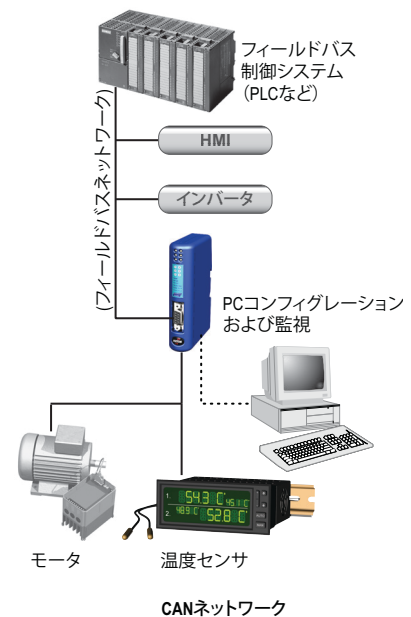 フィールドバス
制御システム
（PLCなど）
（フィールドバスネットワーク）
HMI
インバータ
PCコンフィグレーション
および監視
1. 54.3 C° 45.1°C
2. 48.9°C 52.8 C°
モータ
温度センサ
CANネットワーク